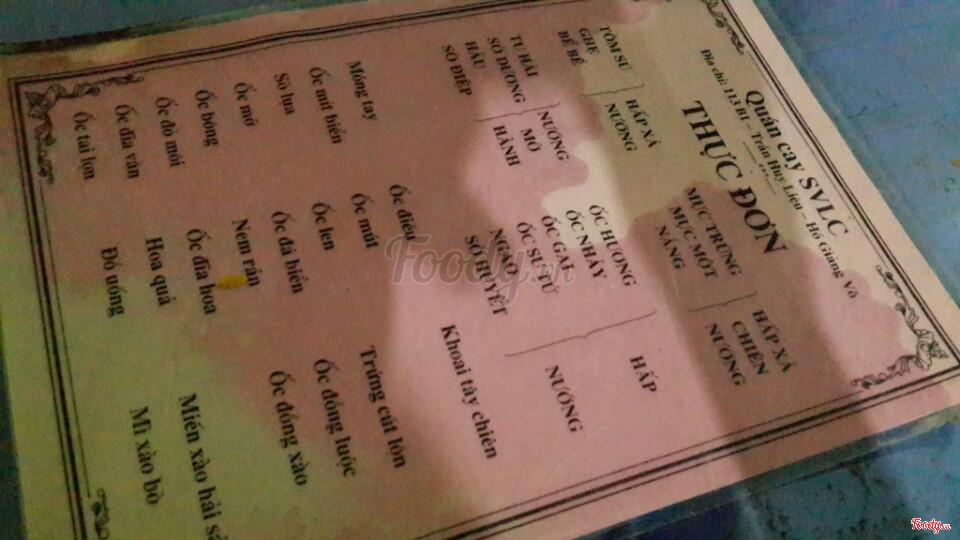 Quán cay SVLC
Địa chỉ: 113 B1 – Trần Huy Liệu – Hồ Giảng Võ
THỰC ĐƠN
TÔM SÚ
GHẸ
BỀ BỀ
HẤP XẢ
NƯỚNG
MỰC TRỨNG
MỰC MỘT
NẮNG
HẤP XẢ
CHIÊN
NƯỚNG
TU HÀI
SÒ DƯƠNG
HÀU
SÒ ĐIỆP
NƯỚNG
MỠ
HÀNH
ỐC HƯƠNG
ỐC NHẢY
ỐC GAI
ỐC SƯ TỬ
NGAO
SÒ HUYẾT
HẤP
NƯỚNG
Móng tay
Ốc mít biển
Sò lụa
Ốc mỡ
Ốc bông
Ốc đỏ môi
Ốc đĩa vàn
Ốc tai lợn
Ốc điếu
Ốc mút
Ốc len
Ốc đá biển
Nem rán
Ốc đĩa hoa
Hoa quả
Đồ uống
Khoai tây chiên
Trứng cút lộn
Ốc đồng luộc
Ốc đồng xào
Miến xào hải s
Mì xào bò
Foody.vn
Foody.vn